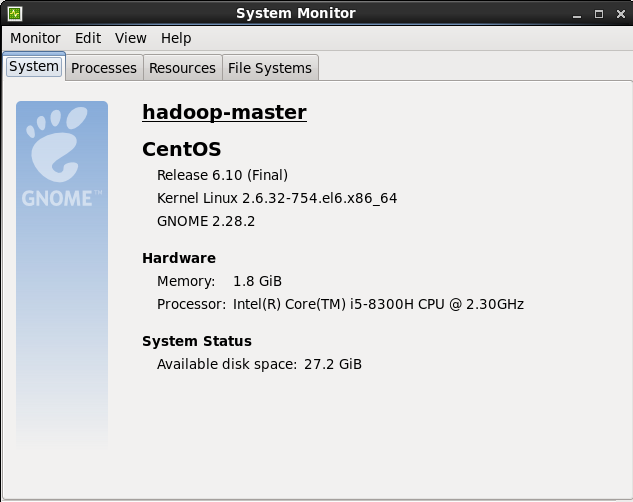 System Monitor
Monitor Edit View Help
System Processes Resources File Systems
GNOME™
hadoop-master
CentOS
Release 6.10 (Final)
Kernel Linux 2.6.32-754.el6.x86_64
GNOME 2.28.2
Hardware
Memory: 1.8 GiB
Processor: Intel(R) Core(TM) i5-8300H CPU @ 2.30GHz
System Status
Available disk space: 27.2 GiB